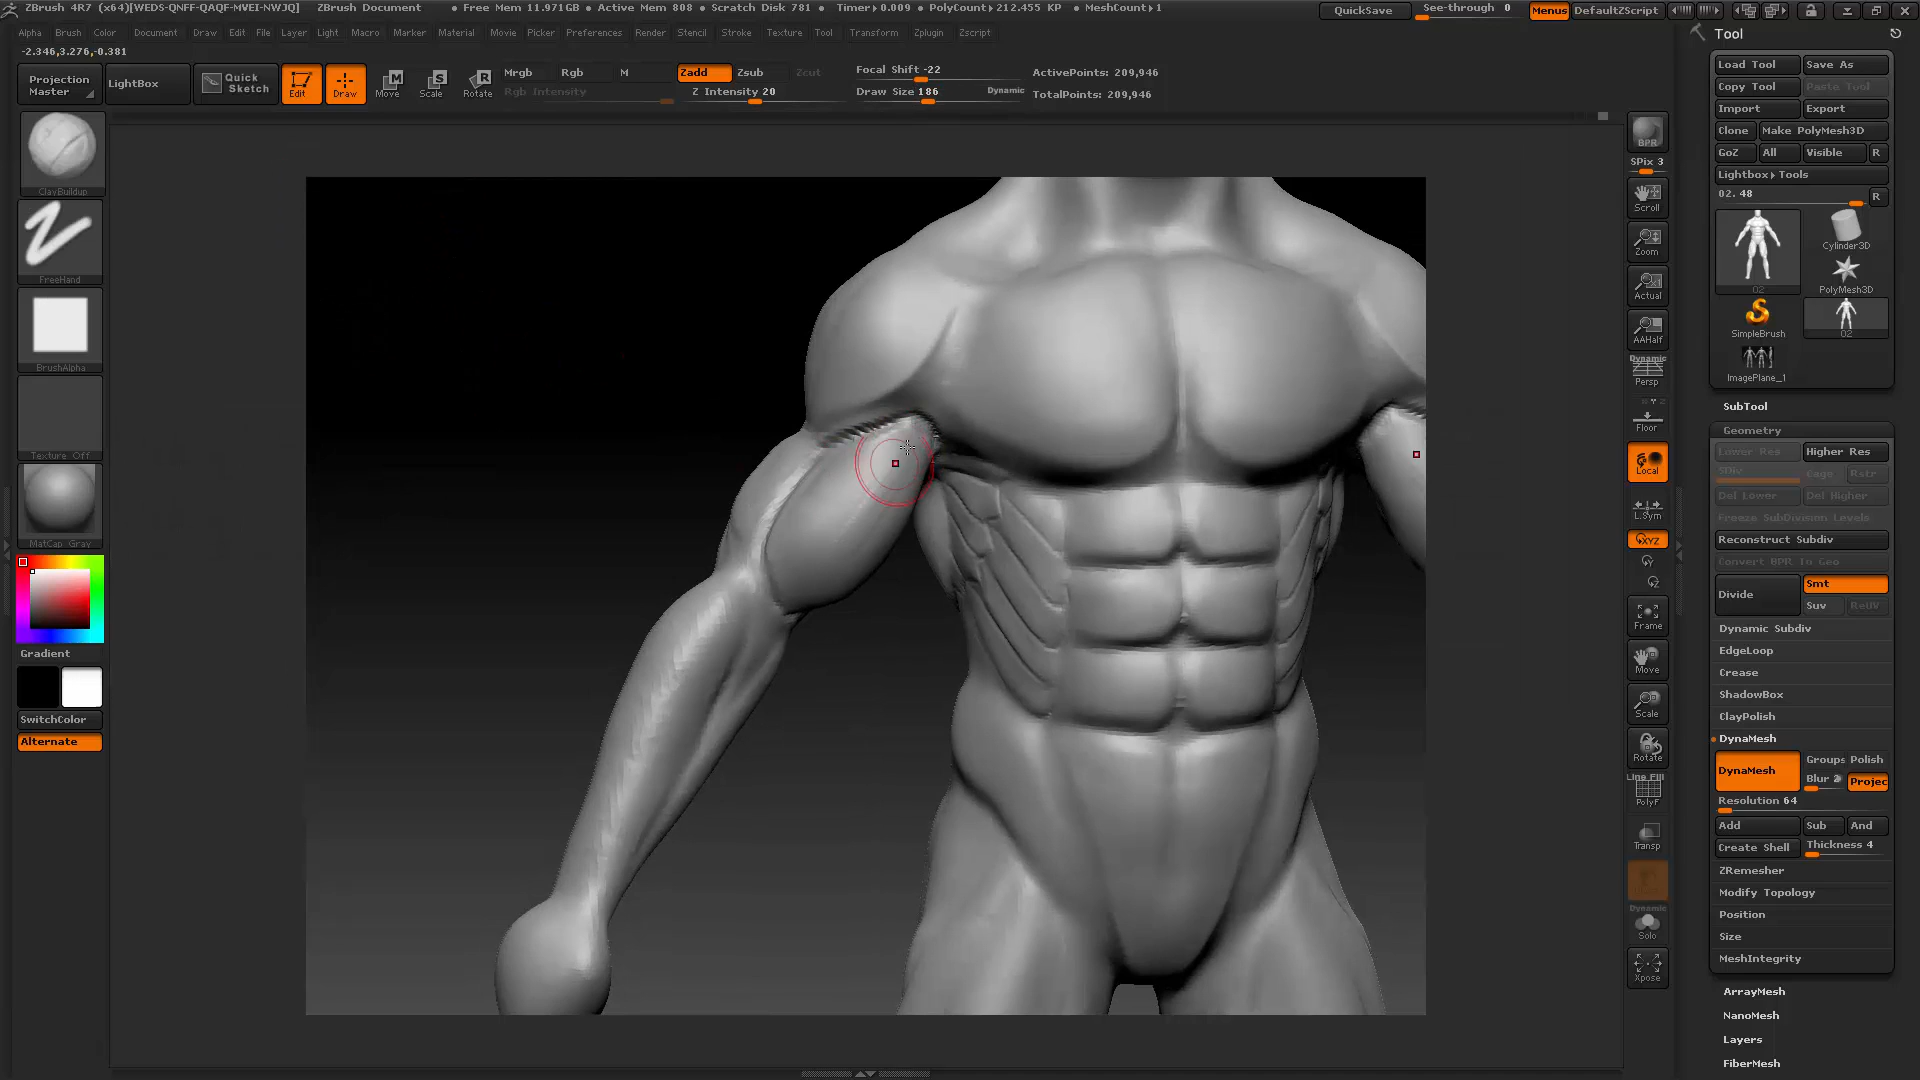 ZBrush 4R7 (x64)[WEDS-QNFF-QAQF-MVEI-NWJQ] ZBrush Document • Free Mem 11.971GB • Active Mem 808 • Scratch Disk 781 • Timer▸0.009 • PolyCount▸212.455 KP • MeshCount▸1 QuickSave See-through 0 Menus DefaultZScript
Alpha Brush Color Document Draw Edit File Layer Light Macro Marker Material Movie Picker Preferences Render Stencil Stroke Texture Tool Transform Zplugin Zscript
-2.346,3.276,-0.381
Projection Master
LightBox
Quick Sketch
Edit
Draw
Move
Scale
Rotate
Mrgb Rgb M
Rgb Intensity
Zadd Zsub Zcut
Z Intensity 20
Focal Shift -22
Draw Size 186 Dynamic
ActivePoints: 209,946
TotalPoints: 209,946
ClayBuildup
FreeHand
BrushAlpha
Texture Off
MatCap Gray
Gradient
SwitchColor
Alternate
BPR
SPix 3
Scroll
Zoom
Actual
AAHalf
Dynamic
Persp
Floor
Local
L.Sym
XYZ
Y
Z
Frame
Move
Scale
Rotate
Line Fill
PolyF
Transp
Dynamic
Solo
Xpose
Tool
Load Tool Save As
Copy Tool Paste Tool
Import Export
Clone Make PolyMesh3D
GoZ All Visible R
Lightbox▸Tools
02. 48 R
02
Cylinder3D
PolyMesh3D
SimpleBrush
02
ImagePlane_1
SubTool
Geometry
Lower Res Higher Res
SDiv Cage Rstr
Del Lower Del Higher
Freeze SubDivision Levels
Reconstruct Subdiv
Convert BPR To Geo
Divide
Smt
Suv ReUV
Dynamic Subdiv
EdgeLoop
Crease
ShadowBox
ClayPolish
DynaMesh
DynaMesh
Groups Polish
Blur 2 Projec
Resolution 64
Add Sub And
Create Shell Thickness 4
ZRemesher
Modify Topology
Position
Size
MeshIntegrity
ArrayMesh
NanoMesh
Layers
FiberMesh